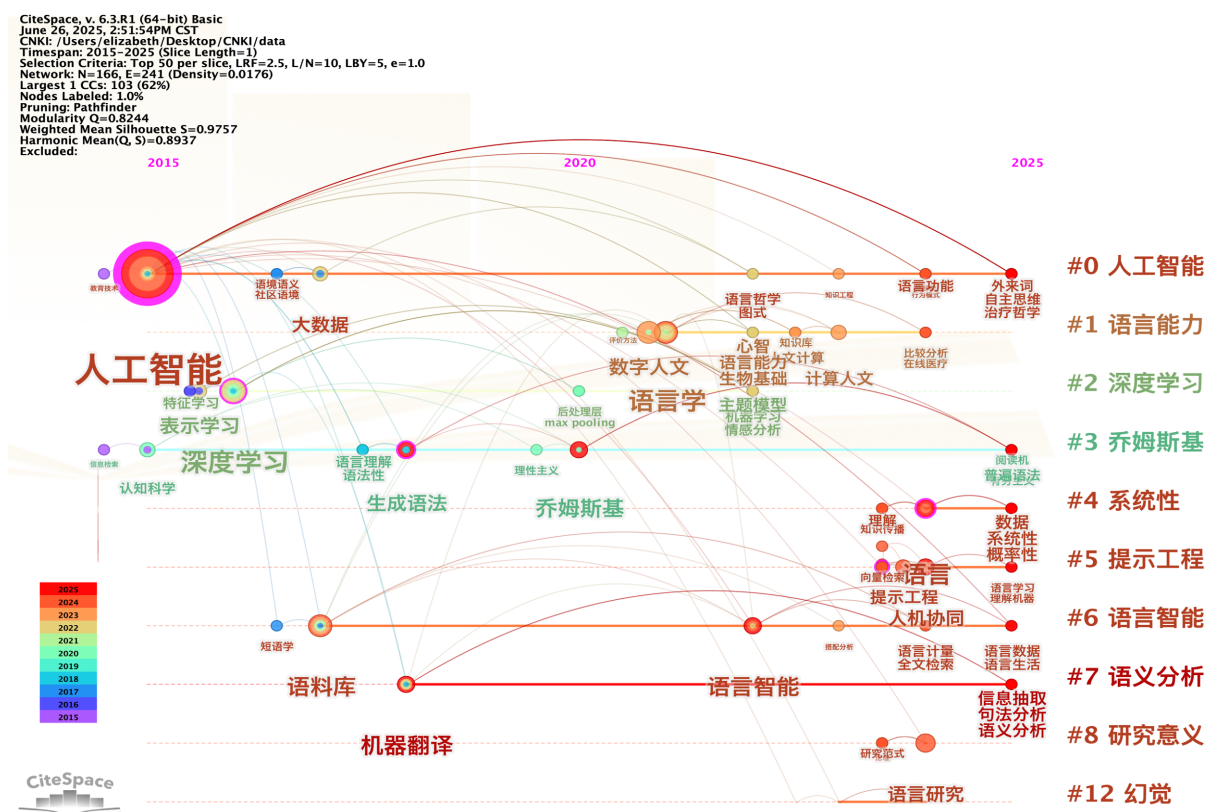 CiteSpace, v. 6.3.R1 (64-bit) Basic
June 26, 2025, 2:51:54PM CST
CNKI: /Users/elizabeth/Desktop/CNKI/data
Timespan: 2015-2025 (Slice Length=1)
Selection Criteria: Top 50 per slice, LRF=2.5, L/N=10, LBY=5, e=1.0
Network: N=166, E=241 (Density=0.0176)
Largest 1 CCs: 103 (62%)
Nodes Labeled: 1.0%
Pruning: Pathfinder
Modularity Q=0.8244
Weighted Mean Silhouette S=0.9757
Harmonic Mean(Q, S)=0.8937
Excluded:
2015
2020
2025
#0 人工智能
教育技术
语境语义
社区语境
语言哲学
图式
知识工程
语言功能
行为模式
外来词
自主思维
治疗哲学
大数据
#1 语言能力
人工智能
评价方法
数字人文
语言学
心智
语言能力
生物基础
知识库
人文计算
计算人文
比较分析
在线医疗
#2 深度学习
特征学习
表示学习
深度学习
后处理层
max pooling
主题模型
机器学习
情感分析
#3 乔姆斯基
信息检索
认知科学
语言理解
语法性
生成语法
理性主义
乔姆斯基
阅读机
普遍语法
#4 系统性
理解
知识传播
数据
系统性
概率性
#5 提示工程
向量检索
语言
提示工程
人机协同
语言学习
理解机器
#6 语言智能
短语学
语料库
语言智能
搭配分析
语言计量
全文检索
语言数据
语言生活
#7 语义分析
机器翻译
信息抽取
句法分析
语义分析
#8 研究意义
研究范式
语言研究
#12 幻觉
2025
2024
2023
2022
2021
2020
2019
2018
2017
2016
2015
CiteSpace